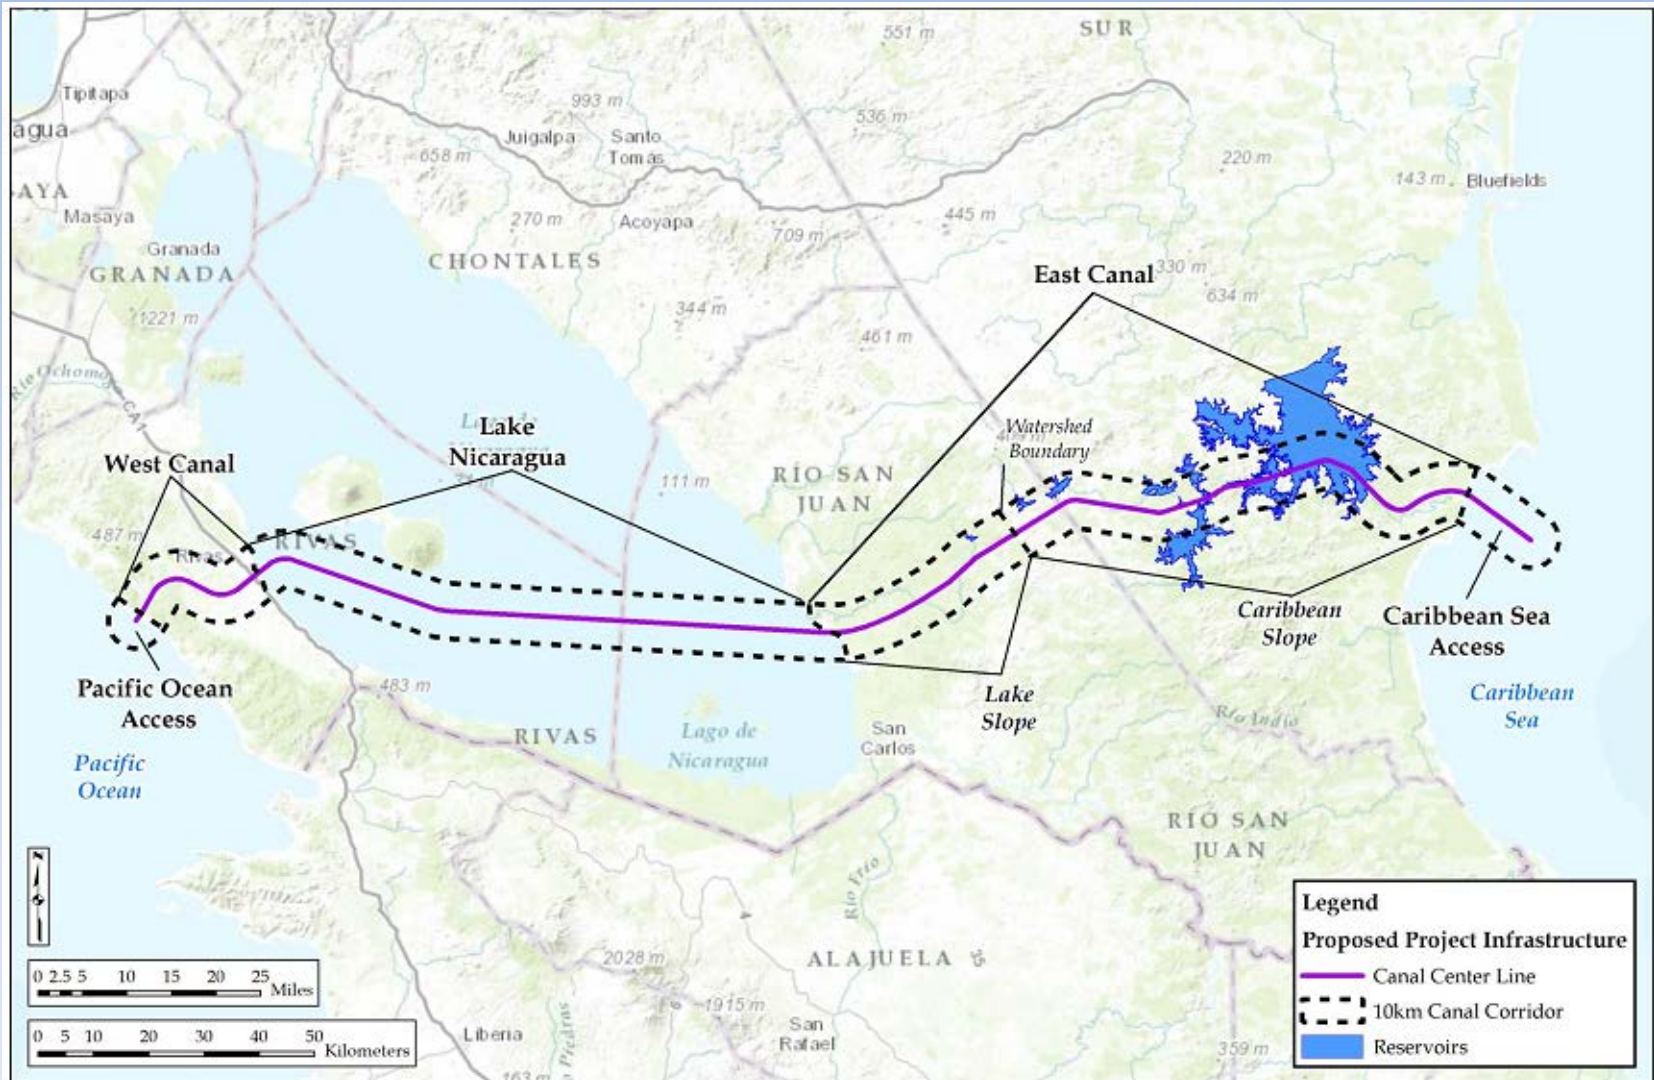 SUR
551 m
Tipitapa
993 m
agua
536 m
Juigalpa
Santo
Tomás
658 m
220 m
143 m
Bluefields
AYA
Masaya
270 m
Acoyapa
445 m
709 m
Granada
GRANADA
CHONTALES
East Canal
330 m
634 m
344 m
1221 m
461 m
Río Ochomogo
CA1
Lake
Nicaragua
Watershed
Boundary
West Canal
RÍO SAN
JUAN
111 m
487 m
Rivas
RIVAS
Caribbean
Slope
Caribbean Sea
Access
Pacific Ocean
Access
483 m
Lake
Slope
Caribbean
Sea
Río Indio
RIVAS
Lago de
Nicaragua
San
Carlos
Pacific
Ocean
RÍO SAN
JUAN
N
Río Frío
ALAJUELA
2028 m
1915 m
Liberia
San
Rafael
359 m
163 m
0 2.5 5 10 15 20 25
Miles
0 5 10 20 30 40 50
Kilometers
Legend
Proposed Project Infrastructure
Canal Center Line
10km Canal Corridor
Reservoirs